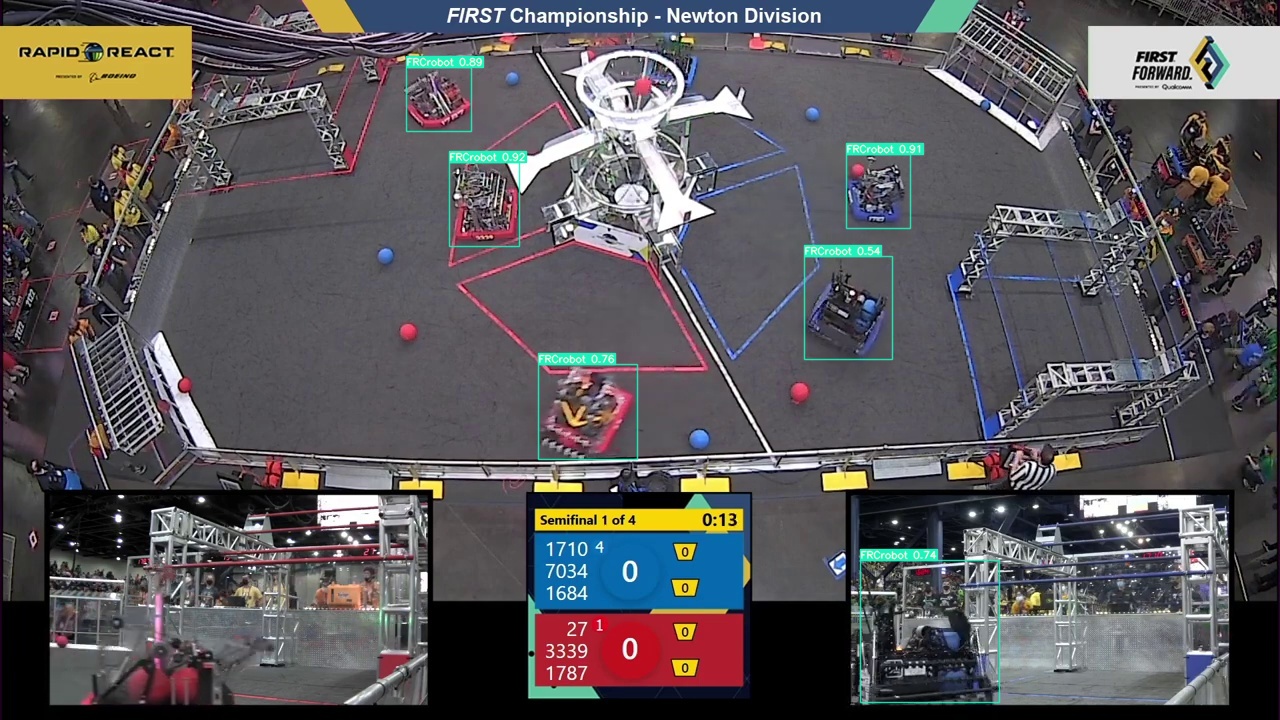 FIRST Championship - Newton Division
RAPID REACT
PRESENTED BY BOEING
FIRST
FORWARD
PRESENTED BY Qualcomm
FRCrobot 0.89
FRCrobot 0.92
FRCrobot 0.91
FRCrobot 0.54
FRCrobot 0.76
FRCrobot 0.74
Semifinal 1 of 4 0:13
1710 4
7034
1684
0
0
0
27 1
3339
1787
0
0
0